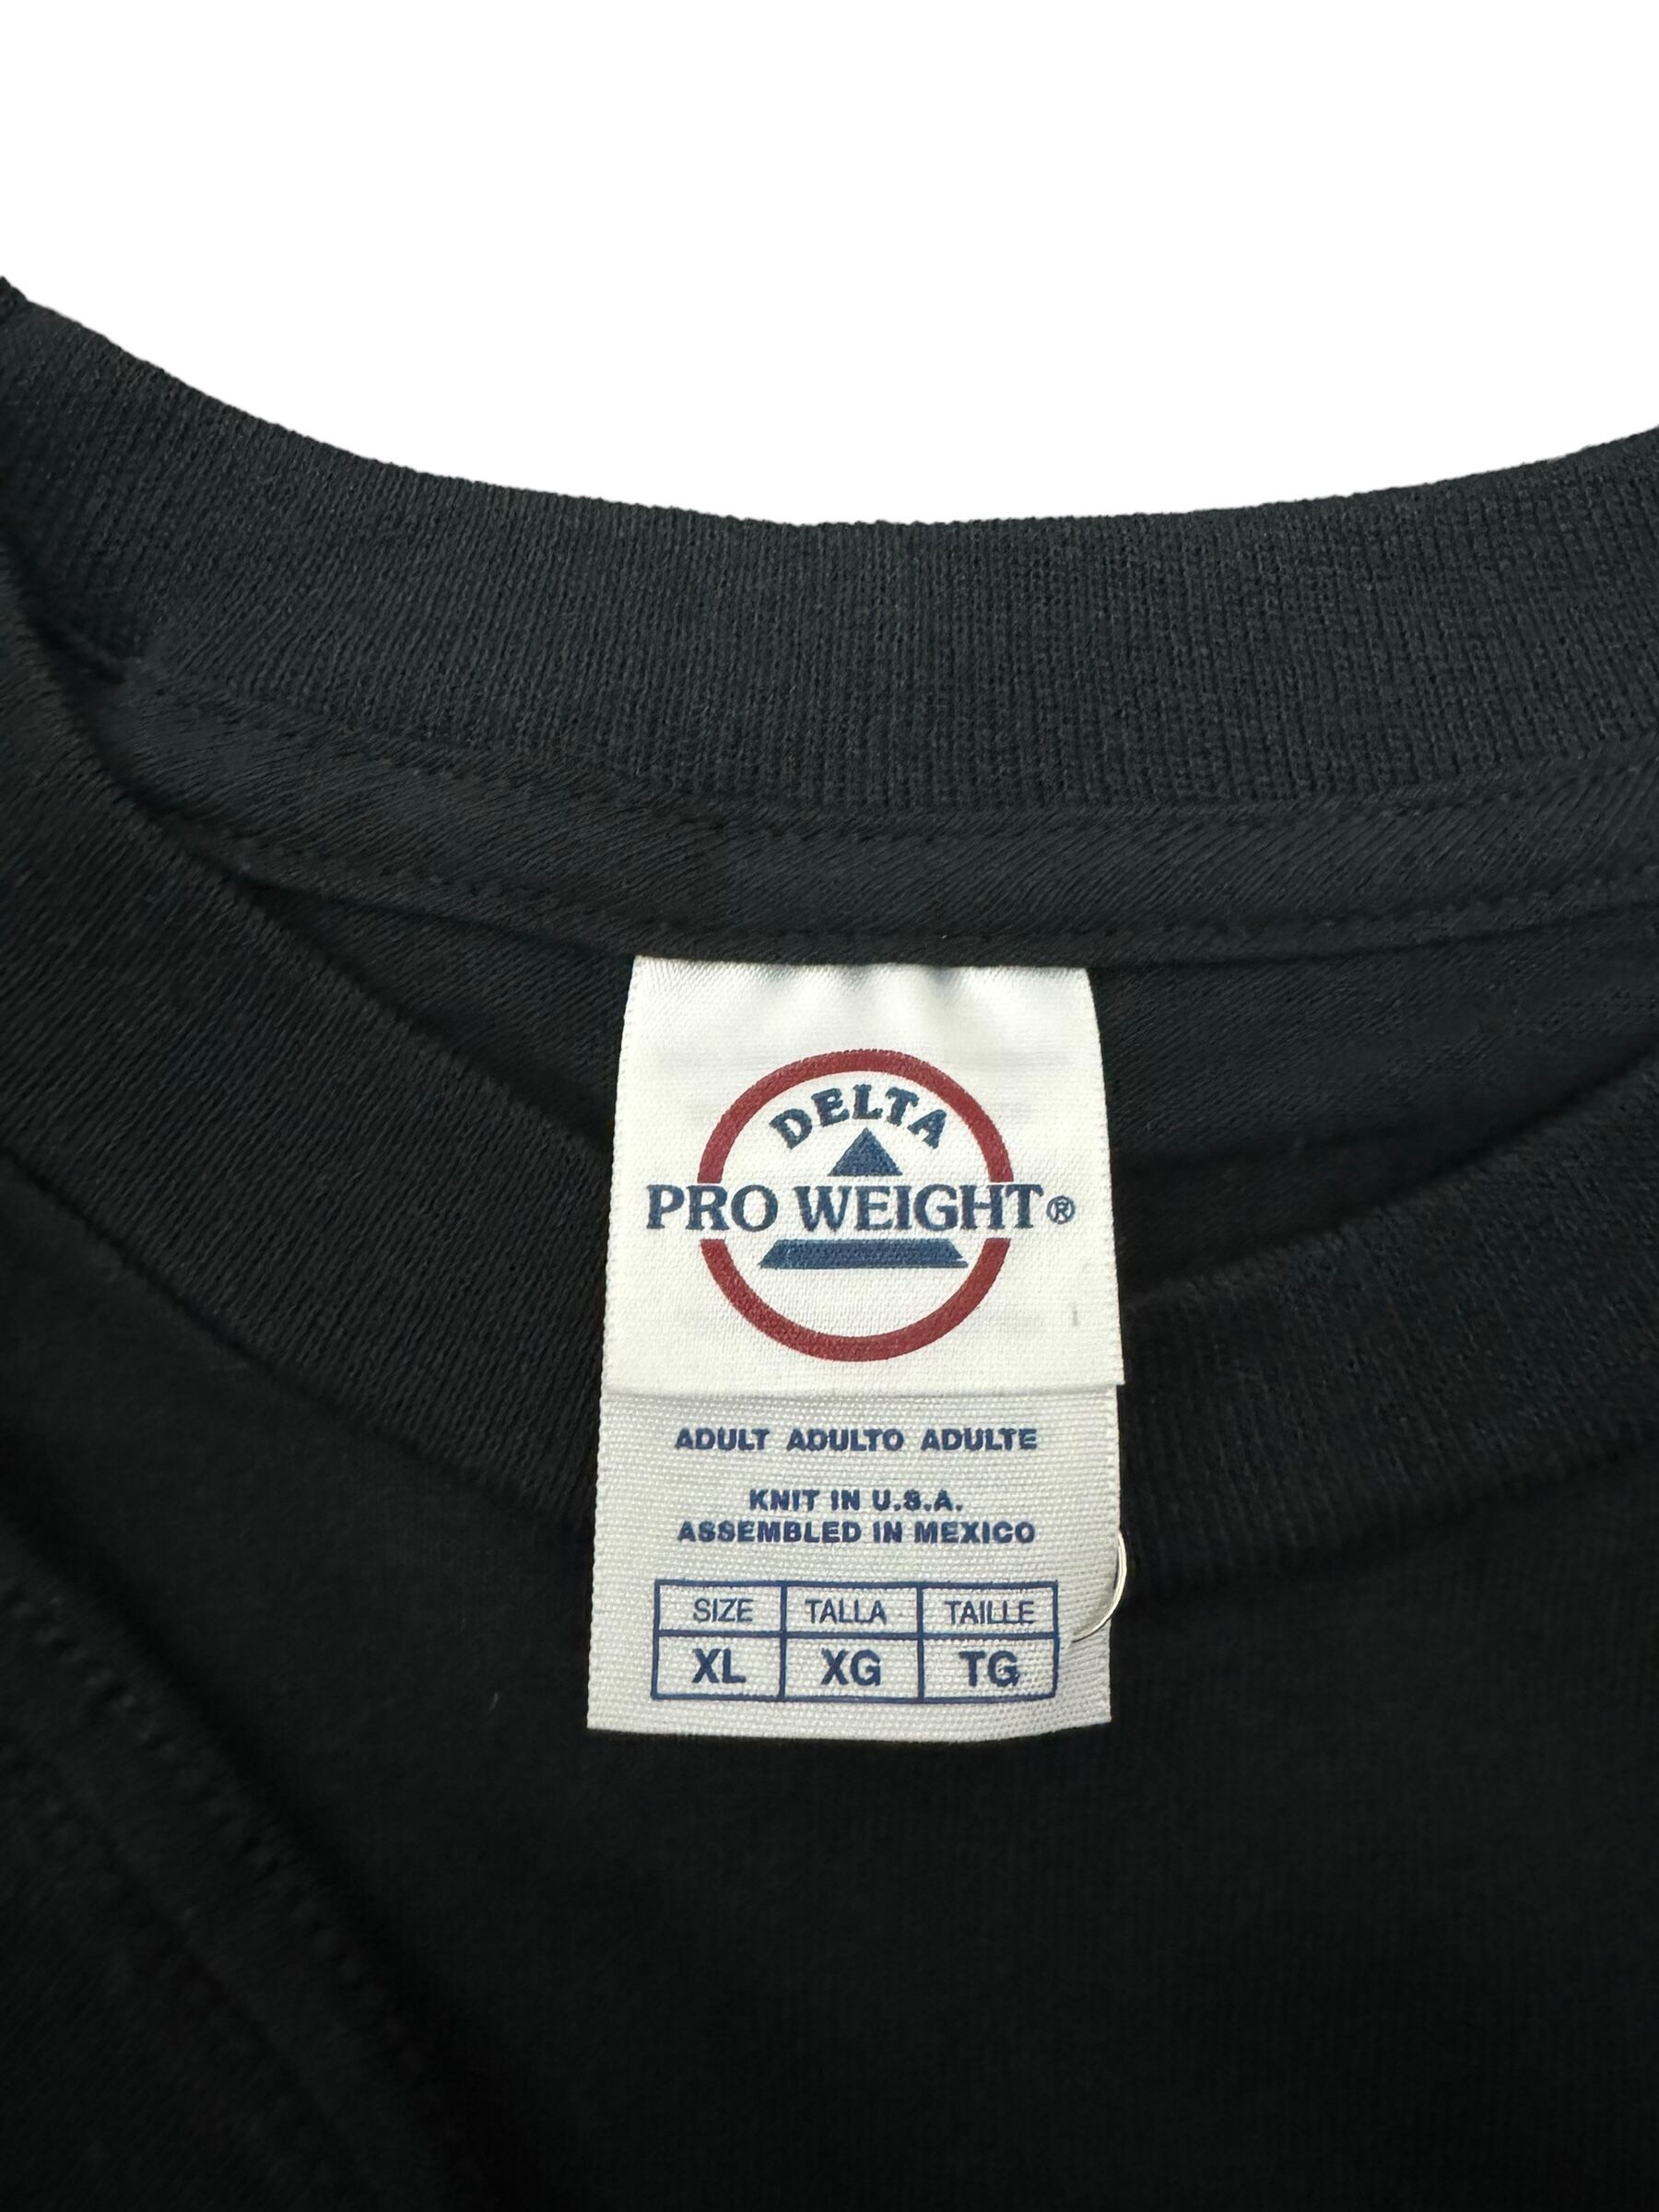 DELTA
PRO WEIGHT®
ADULT ADULTO ADULTE
KNIT IN U.S.A.
ASSEMBLED IN MEXICO
SIZE TALLA TAILLE
XL XG TG